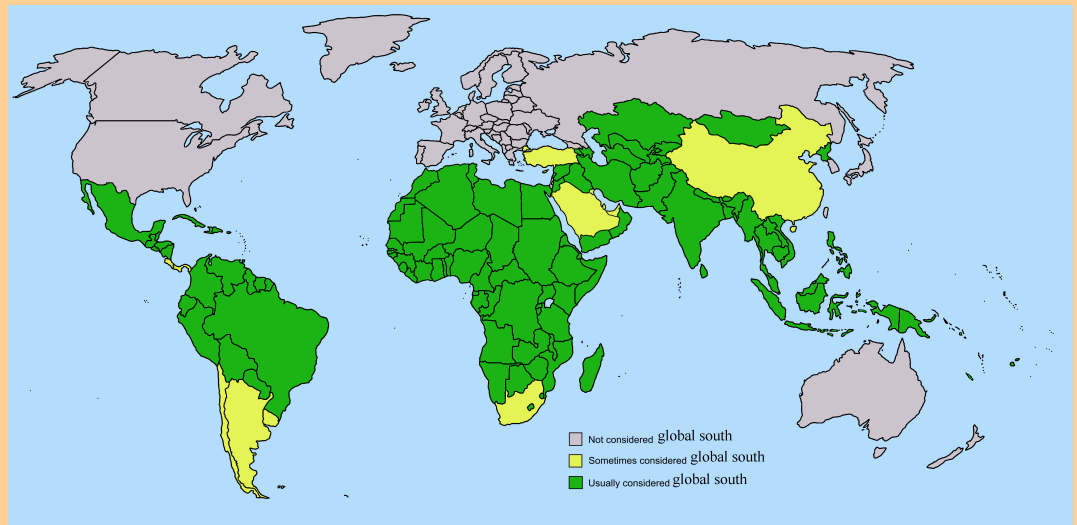 Not considered global south
Sometimes considered global south
Usually considered global south